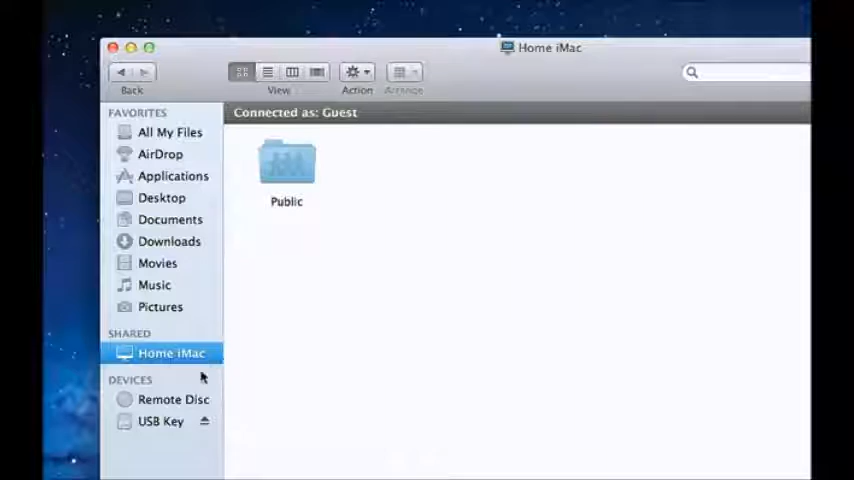 Home iMac
Back
View
Action
Arrange
FAVORITES
Connected as: Guest
All My Files
AirDrop
Applications
Desktop
Documents
Downloads
Movies
Music
Pictures
Public
SHARED
Home iMac
DEVICES
Remote Disc
USB Key